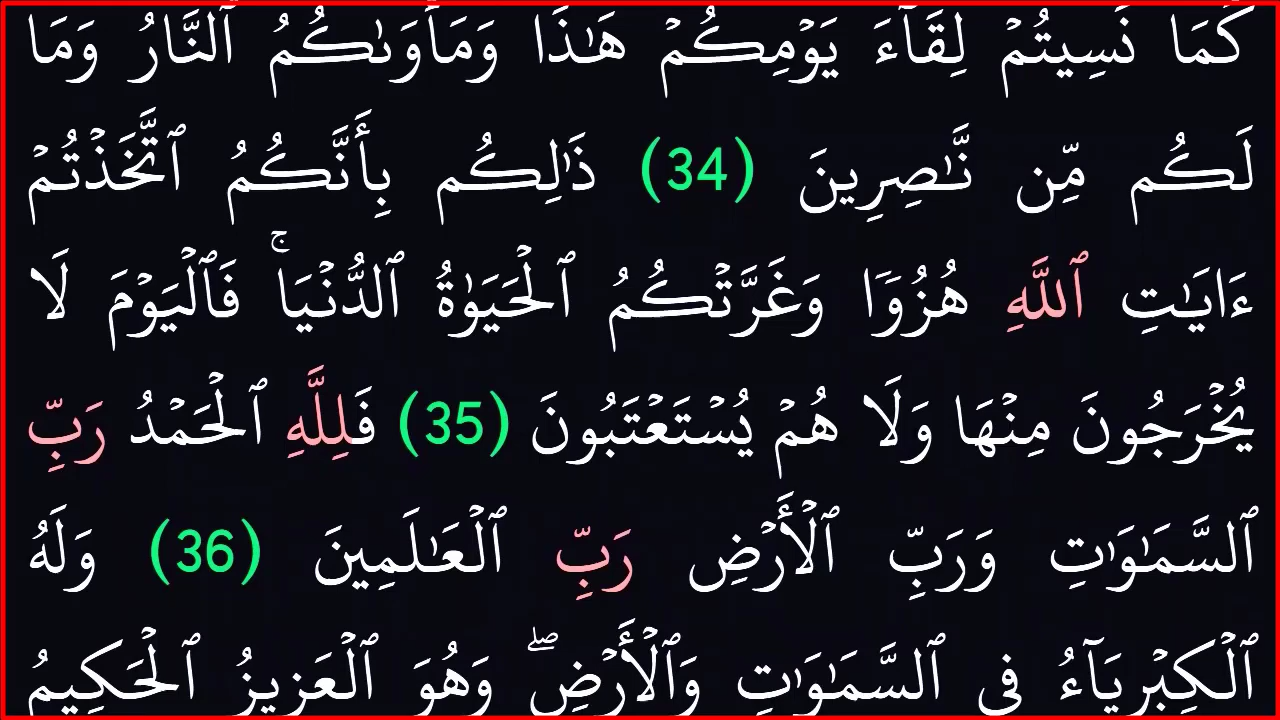 كَمَا نَسِيتُمۡ لِقَآءَ يَوۡمِكُمۡ هَٰذَا وَمَأۡوَىٰكُمُ ٱلنَّارُ وَمَا
لَكُم مِّن نَّٰصِرِينَ (34) ذَٰلِكُم بِأَنَّكُمُ ٱتَّخَذۡتُمۡ
ءَايَٰتِ ٱللَّهِ هُزُوٗا وَغَرَّتۡكُمُ ٱلۡحَيَوٰةُ ٱلدُّنۡيَاۚ فَٱلۡيَوۡمَ لَا
يُخۡرَجُونَ مِنۡهَا وَلَا هُمۡ يُسۡتَعۡتَبُونَ (35) فَلِلَّهِ ٱلۡحَمۡدُ رَبِّ
ٱلسَّمَٰوَٰتِ وَرَبِّ ٱلۡأَرۡضِ رَبِّ ٱلۡعَٰلَمِينَ (36) وَلَهُ
ٱلۡكِبۡرِيَآءُ فِي ٱلسَّمَٰوَٰتِ وَٱلۡأَرۡضِۖ وَهُوَ ٱلۡعَزِيزُ ٱلۡحَكِيمُ